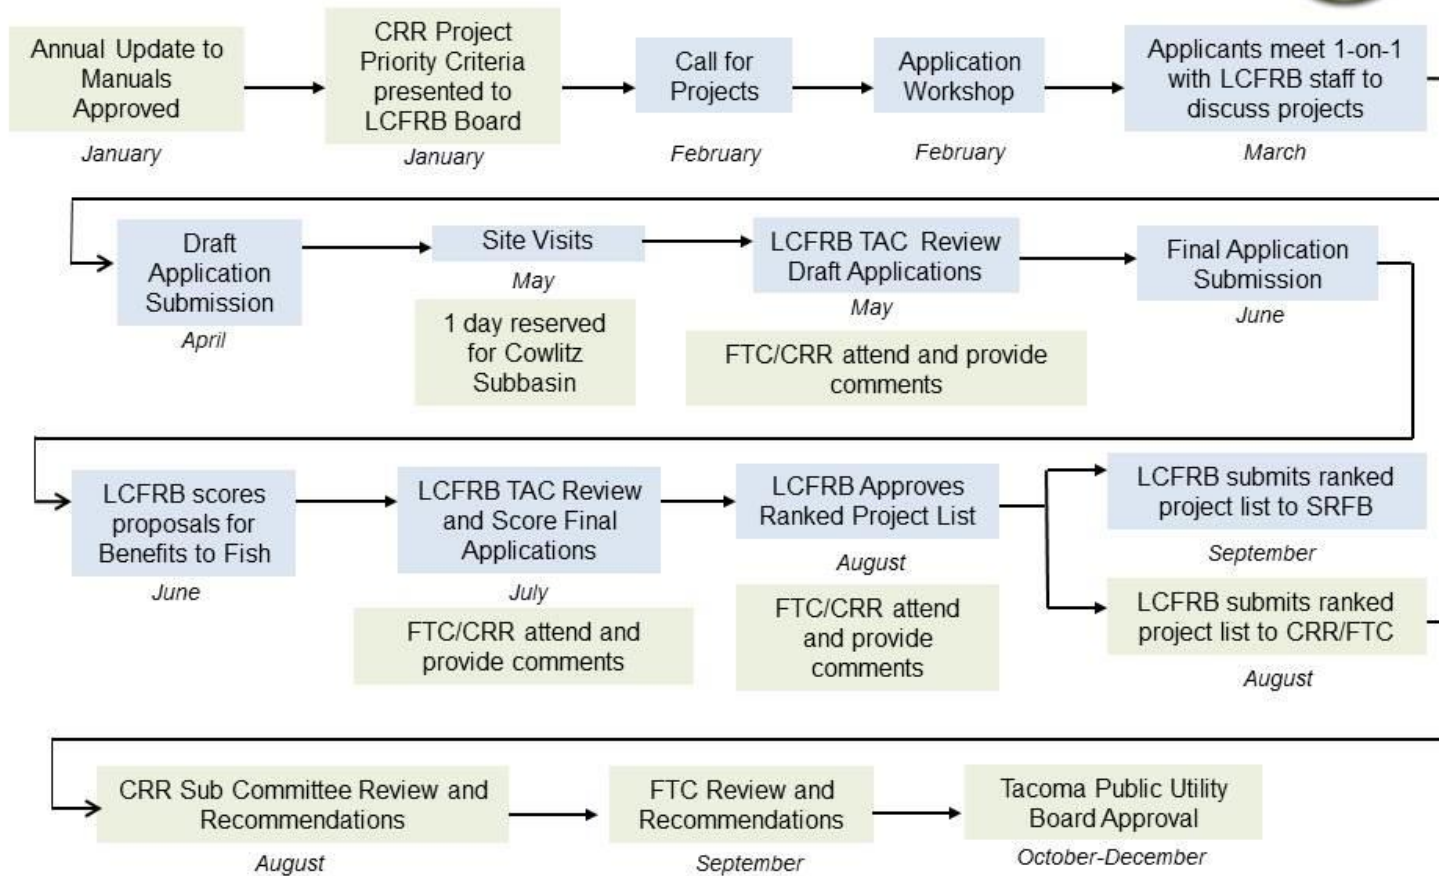 Annual Update to
Manuals
Approved
January
CRR Project
Priority Criteria
presented to
LCFRB Board
January
Call for
Projects
February
Application
Workshop
February
Applicants meet 1-on-1
with LCFRB staff to
discuss projects
March
Draft
Application
Submission
April
Site Visits
May
1 day reserved
for Cowlitz
Subbasin
LCFRB TAC Review
Draft Applications
May
FTC/CRR attend and provide
comments
Final Application
Submission
June
LCFRB scores
proposals for
Benefits to Fish
June
LCFRB TAC Review
and Score Final
Applications
July
FTC/CRR attend and
provide comments
LCFRB Approves
Ranked Project List
August
FTC/CRR attend
and provide
comments
LCFRB submits ranked
project list to SRFB
September
LCFRB submits ranked
project list to CRR/FTC
August
CRR Sub Committee Review and
Recommendations
August
FTC Review and
Recommendations
September
Tacoma Public Utility
Board Approval
October-December